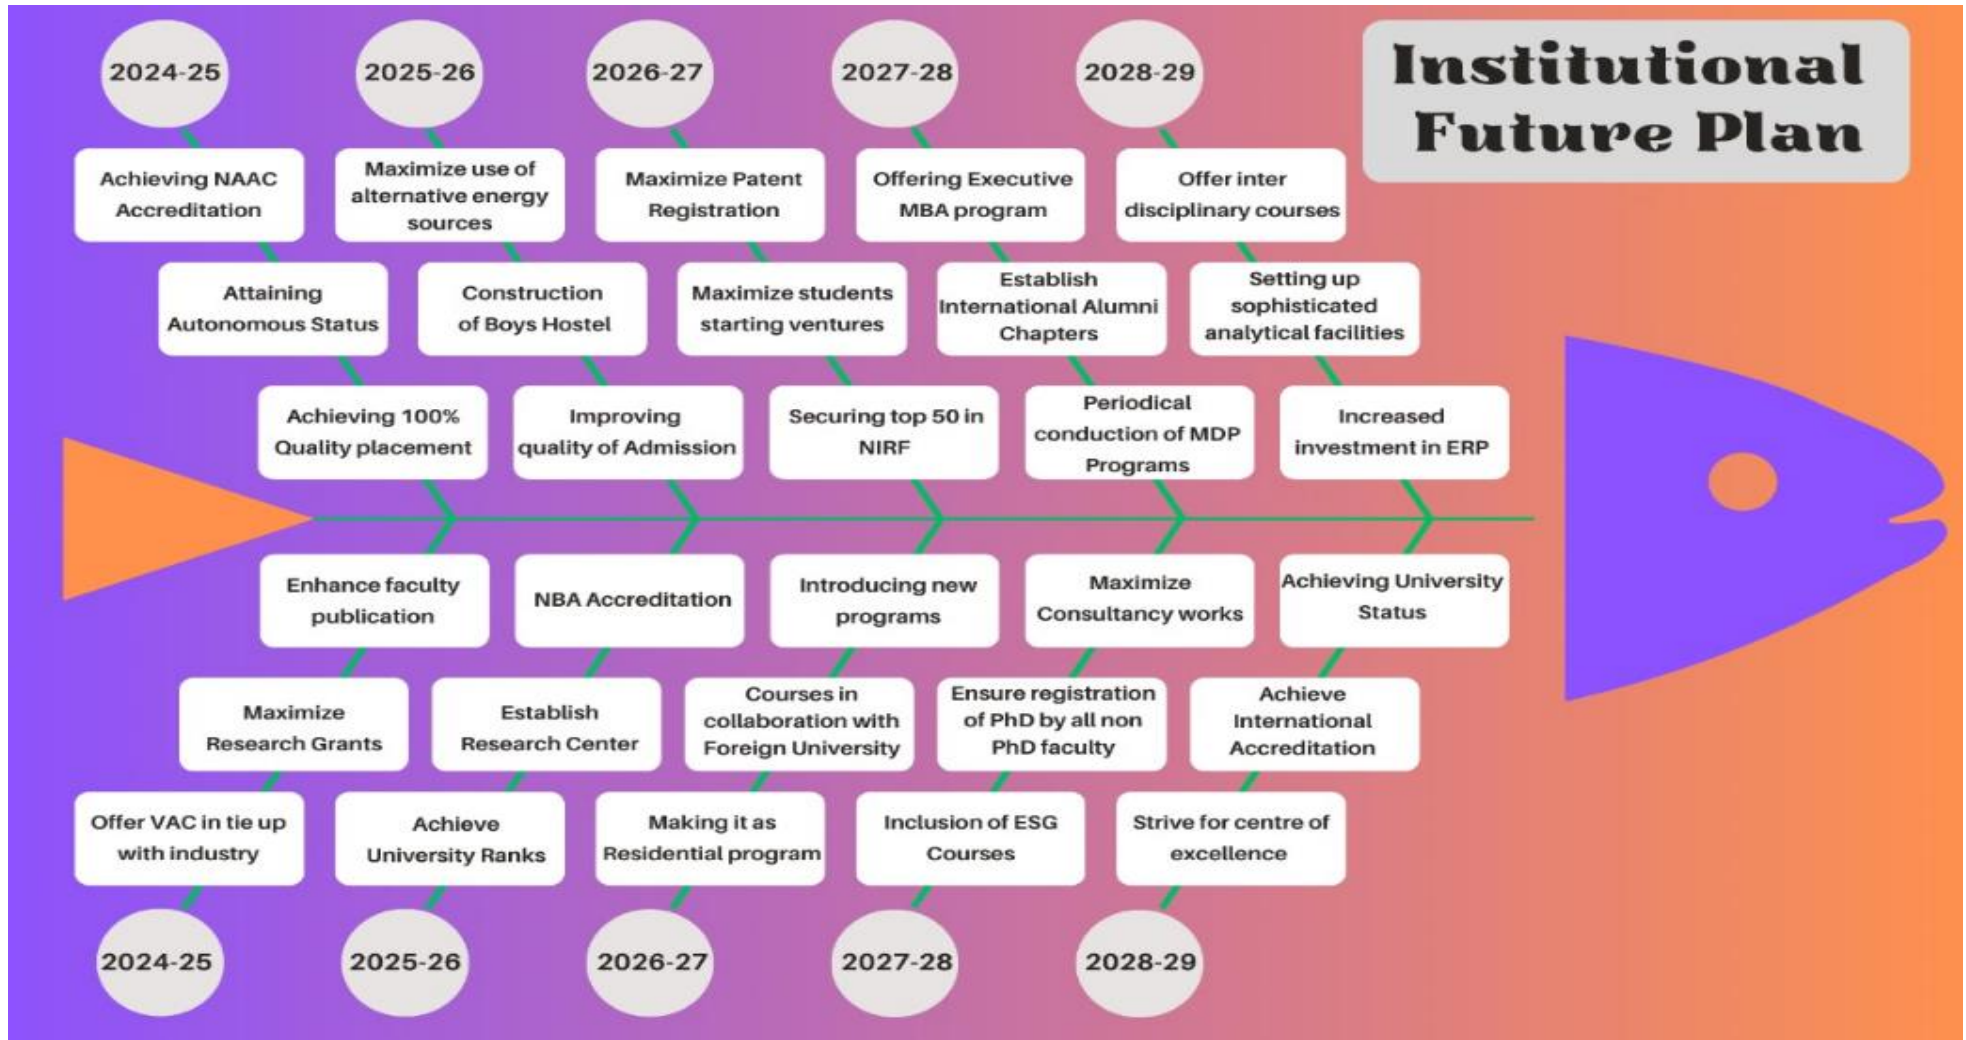 2024-25
2025-26
2026-27
2027-28
2028-29
Institutional
Future Plan
Achieving NAAC
Accreditation
Maximize use of
alternative energy
sources
Maximize Patent
Registration
Offering Executive
MBA program
Offer inter
disciplinary courses
Attaining
Autonomous Status
Construction
of Boys Hostel
Maximize students
starting ventures
Establish
International Alumni
Chapters
Setting up
sophisticated
analytical facilities
Achieving 100%
Quality placement
Improving
quality of Admission
Securing top 50 in
NIRF
Periodical
conduction of MDP
Programs
Increased
investment in ERP
Enhance faculty
publication
NBA Accreditation
Introducing new
programs
Maximize
Consultancy works
Achieving University
Status
Maximize
Research Grants
Establish
Research Center
Courses in
collaboration with
Foreign University
Ensure registration
of PhD by all non
PhD faculty
Achieve
International
Accreditation
Offer VAC in tie up
with industry
Achieve
University Ranks
Making it as
Residential program
Inclusion of ESG
Courses
Strive for centre of
excellence
2024-25
2025-26
2026-27
2027-28
2028-29